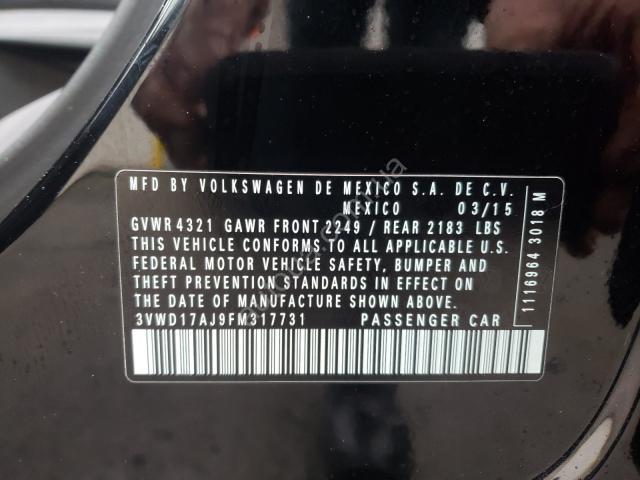 MFD BY VOLKSWAGEN DE MEXICO S.A. DE C.V.
MEXICO 03/15
GVWR 4321 GAWR FRONT 2249 / REAR 2183 LBS
THIS VEHICLE CONFORMS TO ALL APPLICABLE U.S.
FEDERAL MOTOR VEHICLE SAFETY, BUMPER AND
THEFT PREVENTION STANDARDS IN EFFECT ON
THE DATE OF MANUFACTURE SHOWN ABOVE.
3VWD17AJ9FM317731 PASSENGER CAR
1116964 3018 M